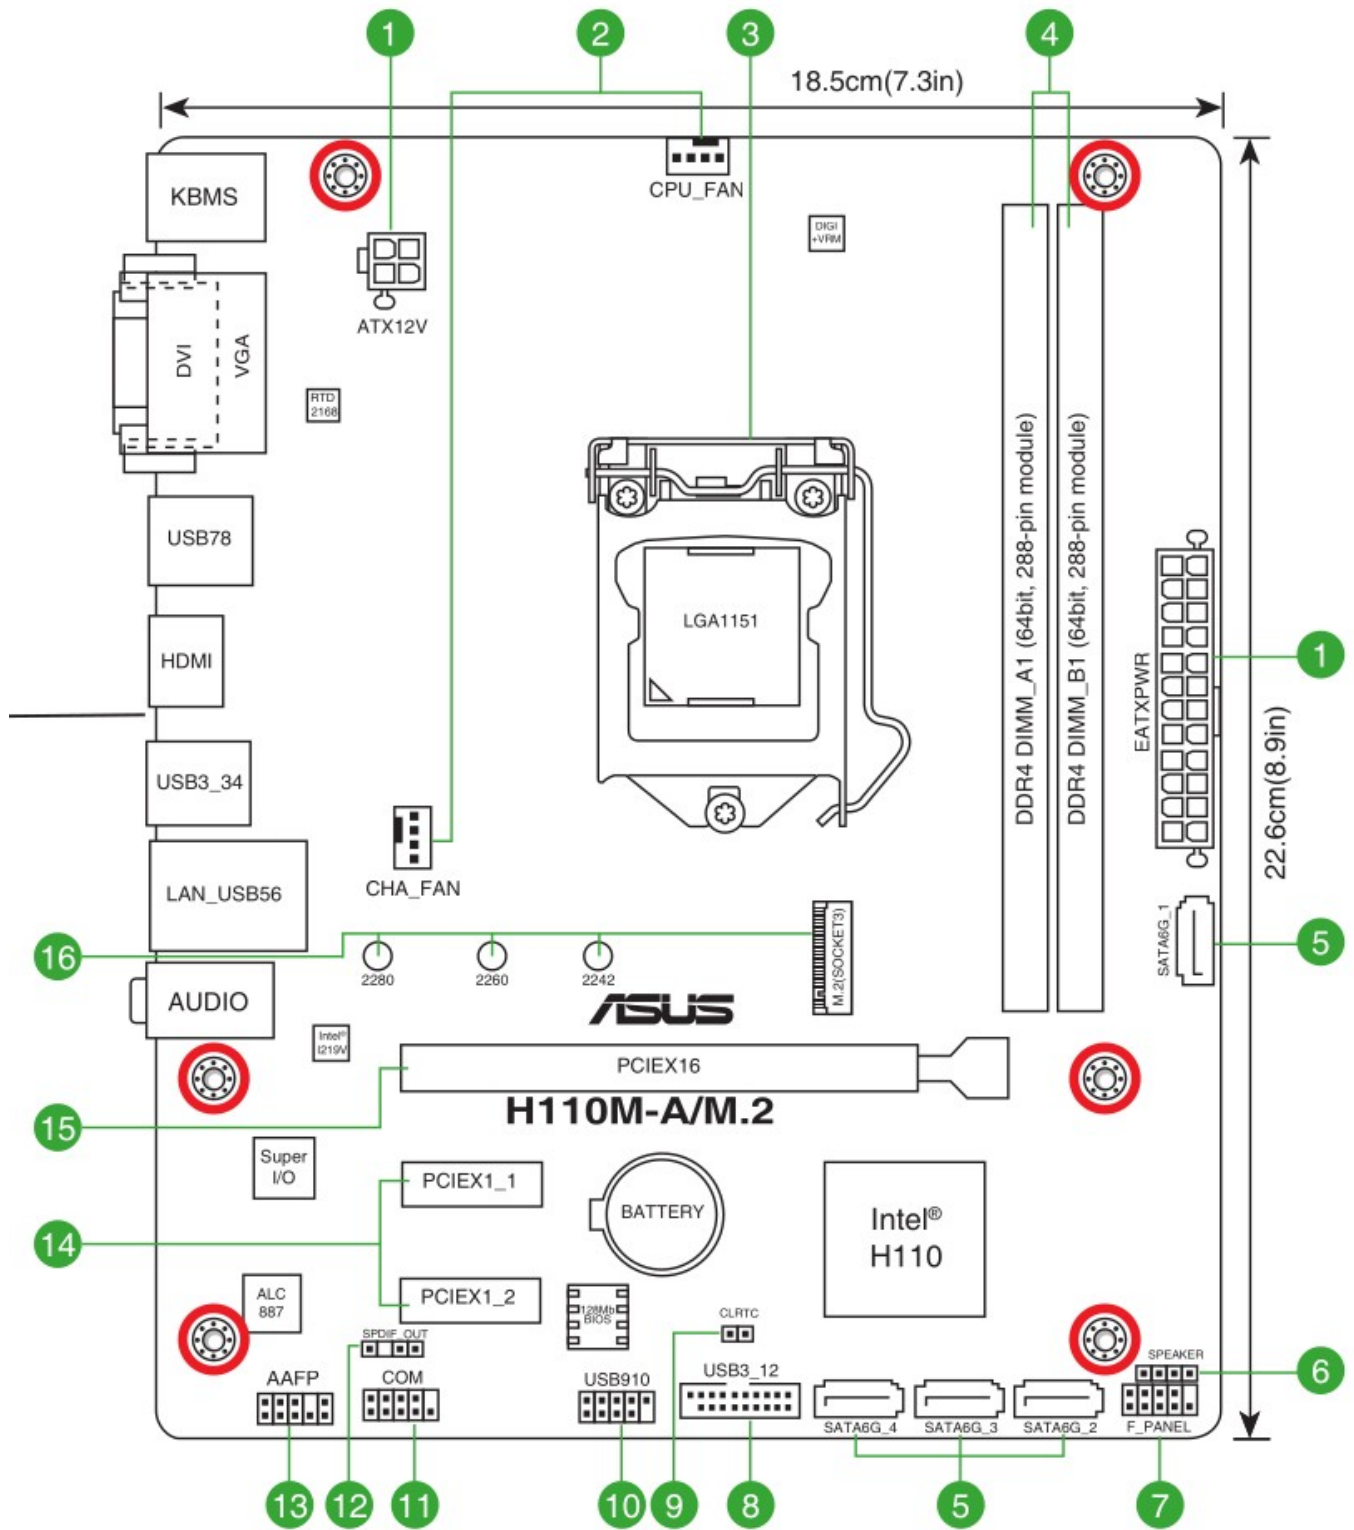 1
2
3
4
18.5cm(7.3in)
KBMS
CPU_FAN
DIGI
+VRM
ATX12V
DVI
VGA
RTD
2168
USB78
LGA1151
DDR4 DIMM_A1 (64bit, 288-pin module)
DDR4 DIMM_B1 (64bit, 288-pin module)
HDMI
EATXPWR
1
22.6cm(8.9in)
USB3_34
CHA_FAN
LAN_USB56
SATA6G_1
5
16
2280
2260
2242
M.2(SOCKET3)
AUDIO
ASUS
Intel®
I219V
PCIEX16
15
H110M-A/M.2
Super
I/O
PCIEX1_1
BATTERY
Intel®
H110
14
ALC
887
PCIEX1_2
128Mb
BIOS
CLRTC
SPDIF_OUT
SPEAKER
6
AAFP
COM
USB910
USB3_12
SATA6G_4
SATA6G_3
SATA6G_2
F_PANEL
13
12
11
10
9
8
5
7